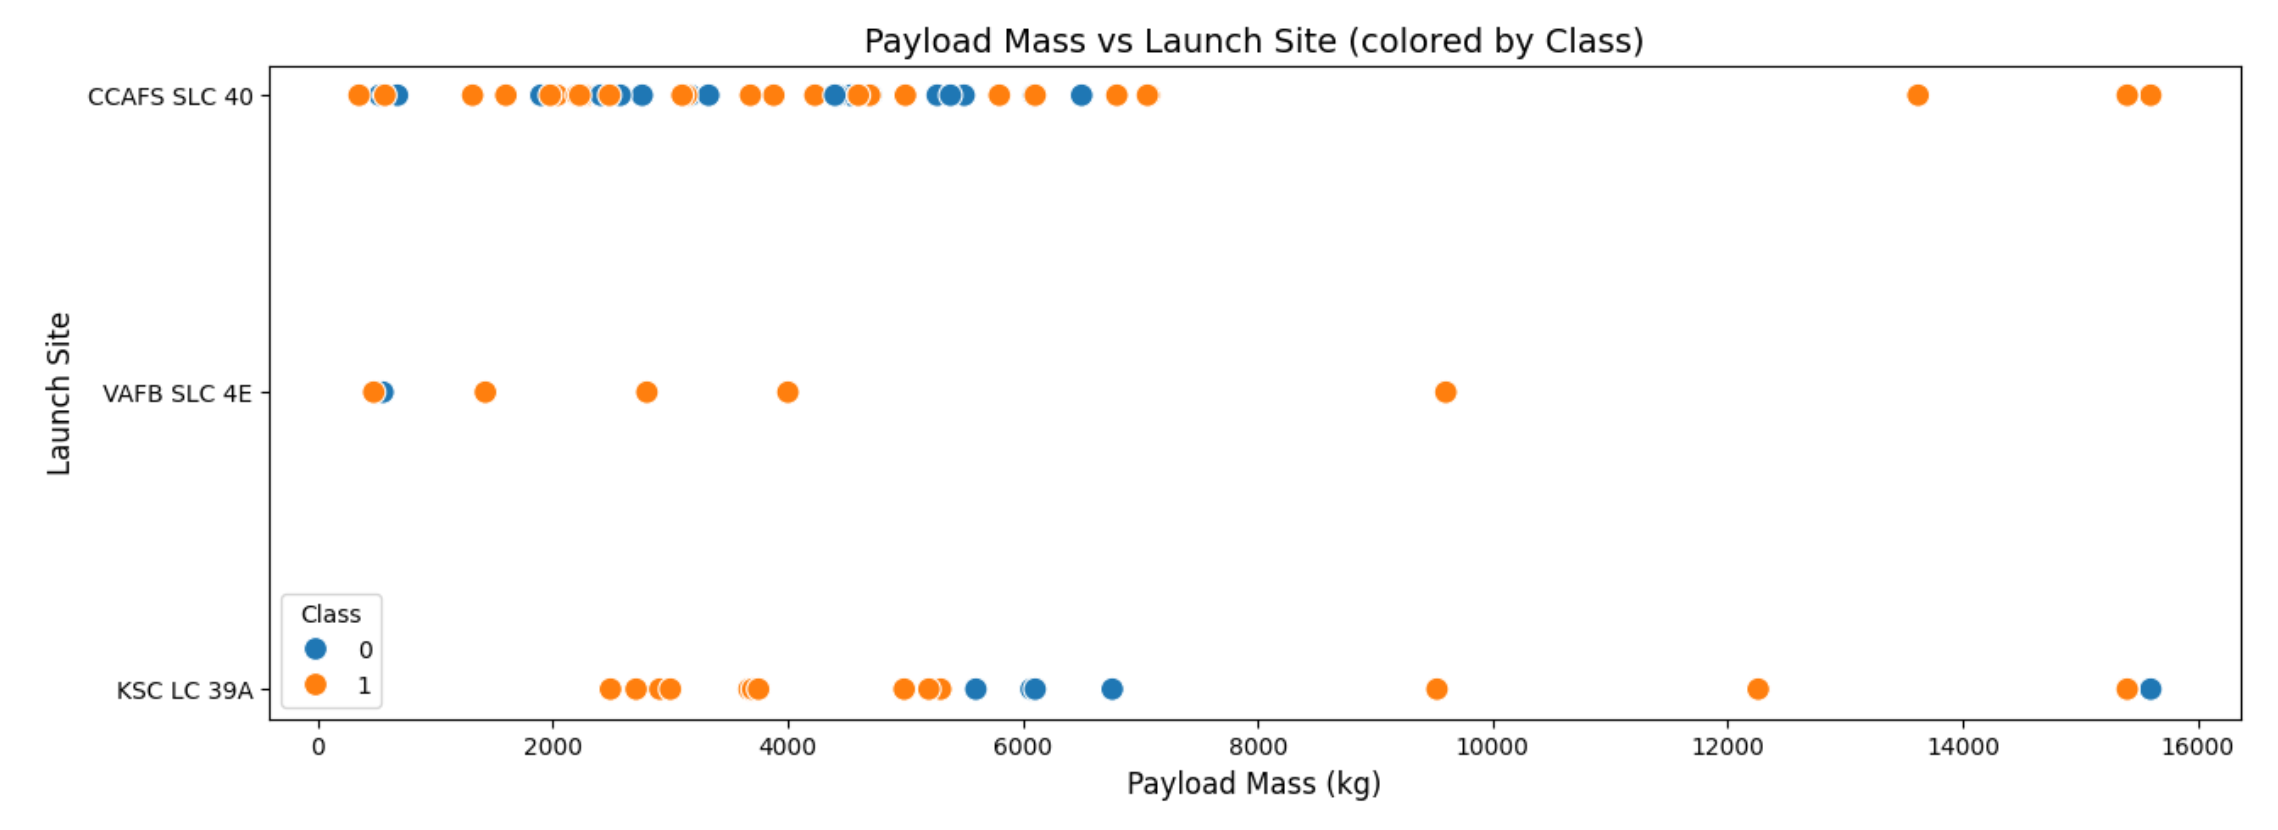 Payload Mass vs Launch Site (colored by Class)
CCAFS SLC 40
VAFB SLC 4E
KSC LC 39A
Launch Site
Class
0
1
0 2000 4000 6000 8000 10000 12000 14000 16000
Payload Mass (kg)